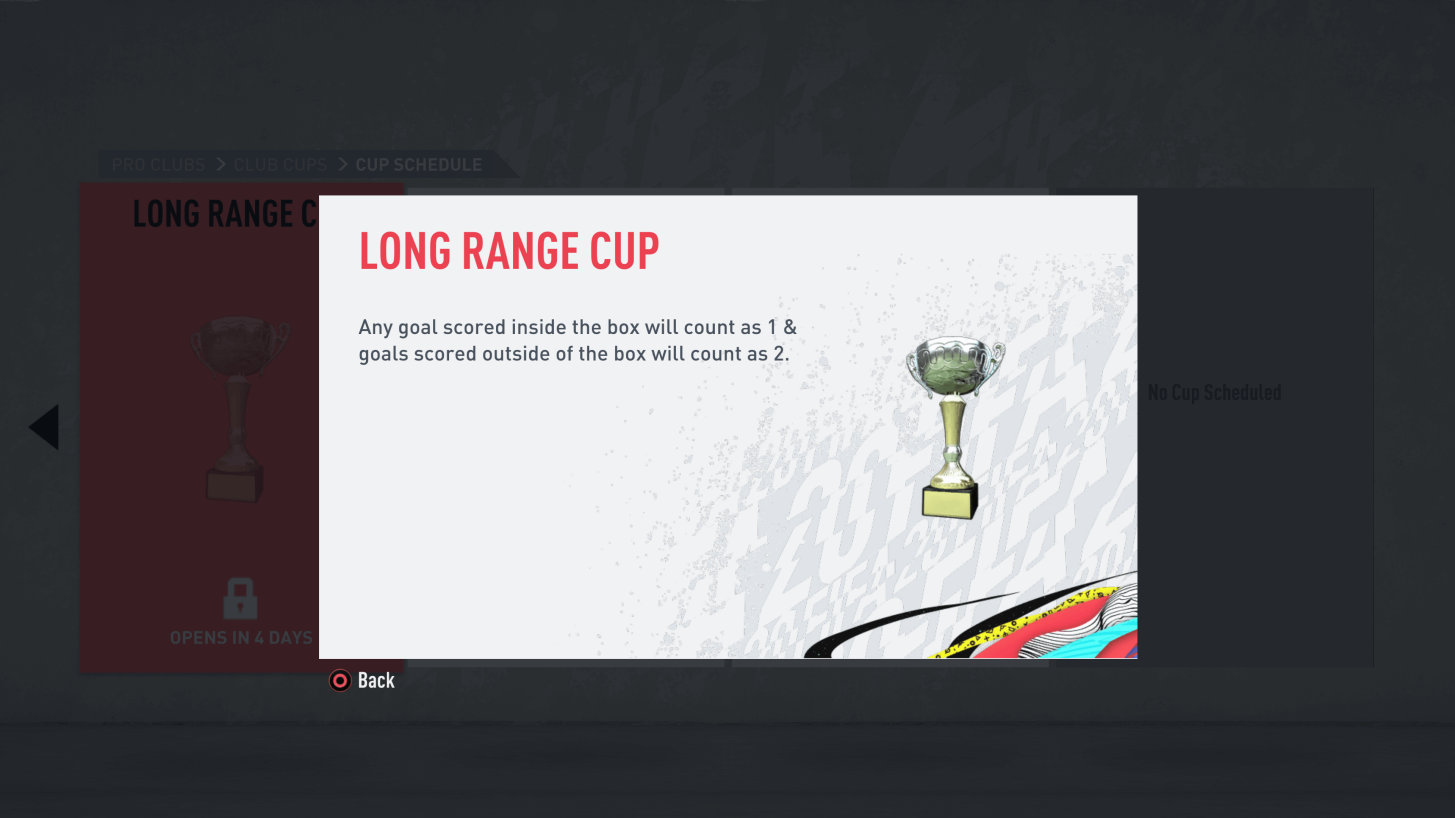 PRO CLUBS > CLUB CUPS > CUP SCHEDULE
LONG RANGE C
LONG RANGE CUP
Any goal scored inside the box will count as 1 &
goals scored outside of the box will count as 2.
No Cup Scheduled
OPENS IN 4 DAYS
Back